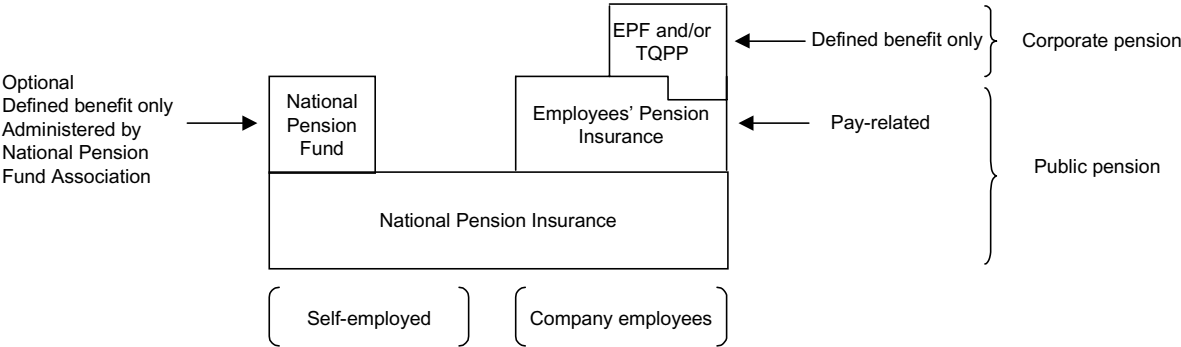 EPF and/or
TQPP
Defined benefit only
Corporate pension
Optional
Defined benefit only
Administered by
National Pension
Fund Association
National
Pension
Fund
Employees’ Pension
Insurance
Pay-related
Public pension
National Pension Insurance
Self-employed
Company employees